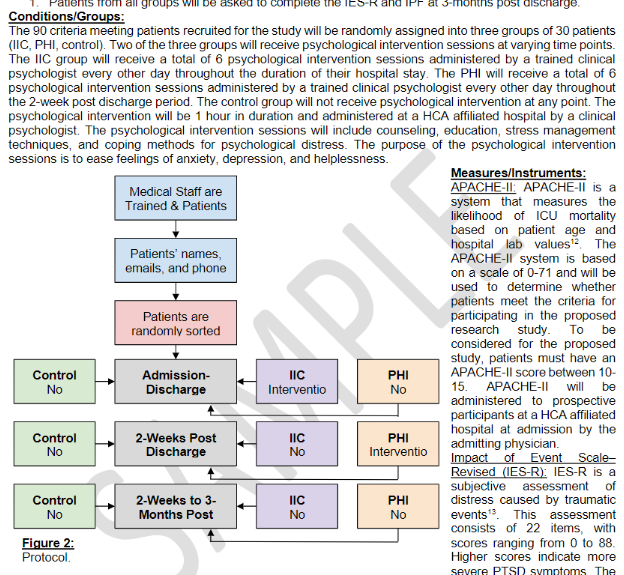 1. Patients from all groups will be asked to complete the IES-R and IPF at 3-months post discharge.
Conditions/Groups:
The 90 criteria meeting patients recruited for the study will be randomly assigned into three groups of 30 patients
(IIC, PHI, control). Two of the three groups will receive psychological intervention sessions at varying time points.
The IIC group will receive a total of 6 psychological intervention sessions administered by a trained clinical
psychologist every other day throughout the duration of their hospital stay. The PHI will receive a total of 6
psychological intervention sessions administered by a trained clinical psychologist every other day throughout
the 2-week post discharge period. The control group will not receive psychological intervention at any point. The
psychological intervention will be 1 hour in duration and administered at a HCA affiliated hospital by a clinical
psychologist. The psychological intervention sessions will include counseling, education, stress management
techniques, and coping methods for psychological distress. The purpose of the psychological intervention
sessions is to ease feelings of anxiety, depression, and helplessness.
Medical Staff are
Trained & Patients
Patients' names,
emails, and phone
Patients are
randomly sorted
Control
No
Admission-
Discharge
IIC
Interventio
PHI
No
Control
No
2-Weeks Post
Discharge
IIC
No
PHI
Interventio
Control
No
2-Weeks to 3-
Months Post
IIC
No
PHI
No
Figure 2:
Protocol.
Measures/Instruments:
APACHE-II: APACHE-II is a
system that measures the
likelihood of ICU mortality
based on patient age and
hospital lab values12. The
APACHE-II system is based
on a scale of 0-71 and will be
used to determine whether
patients meet the criteria for
participating in the proposed
research study. To be
considered for the proposed
study, patients must have an
APACHE-II score between 10-
15. APACHE-II will be
administered to prospective
participants at a HCA affiliated
hospital at admission by the
admitting physician.
Impact of Event Scale–
Revised (IES-R): IES-R is a
subjective assessment of
distress caused by traumatic
events13. This assessment
consists of 22 items, with
scores ranging from 0 to 88.
Higher scores indicate more
severe PTSD symptoms. The
SAMPLE